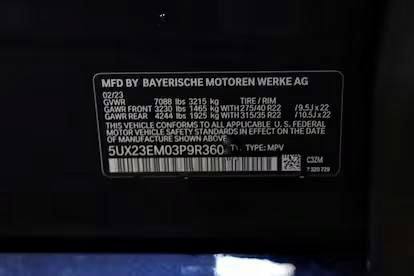 MFD BY BAYERISCHE MOTOREN WERKE AG
02/23
GVWR 7088 lbs 3215 kg TIRE / RIM
GAWR FRONT 3230 lbs 1465 kg WITH 275/40 R22 / 9.5J x 22
GAWR REAR 4244 lbs 1925 kg WITH 315/35 R22 / 10.5J x 22
THIS VEHICLE CONFORMS TO ALL APPLICABLE U.S. FEDERAL
MOTOR VEHICLE SAFETY STANDARDS IN EFFECT ON THE DATE
OF MANUFACTURE SHOWN ABOVE.
5UX23EM03P9R360 TYPE: MPV
C3ZM
7 320 729